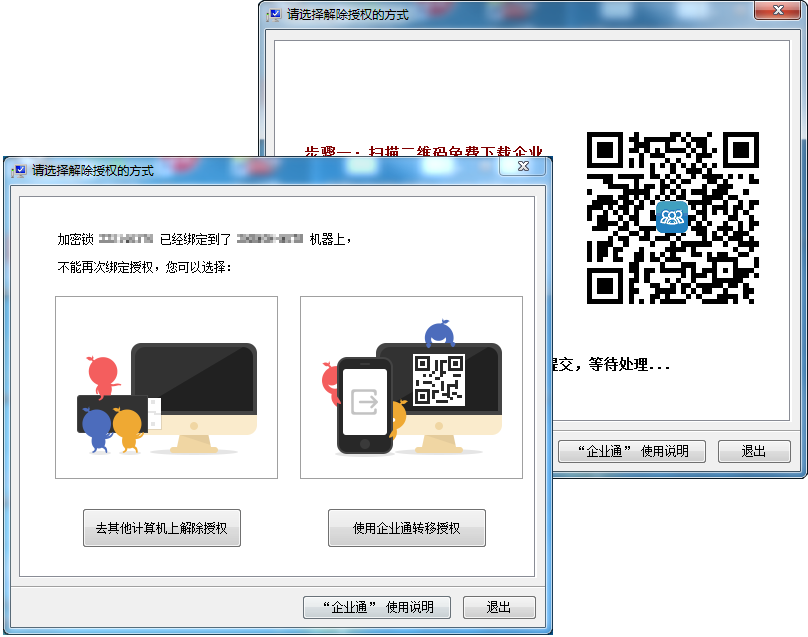 请选择解除授权的方式
步骤一：扫描二维码免费下载企业
提交，等待处理...
“企业通” 使用说明
退出
请选择解除授权的方式
加密锁 已经绑定到了 机器上，
不能再次绑定授权，您可以选择：
去其他计算机上解除授权
使用企业通转移授权
“企业通” 使用说明
退出